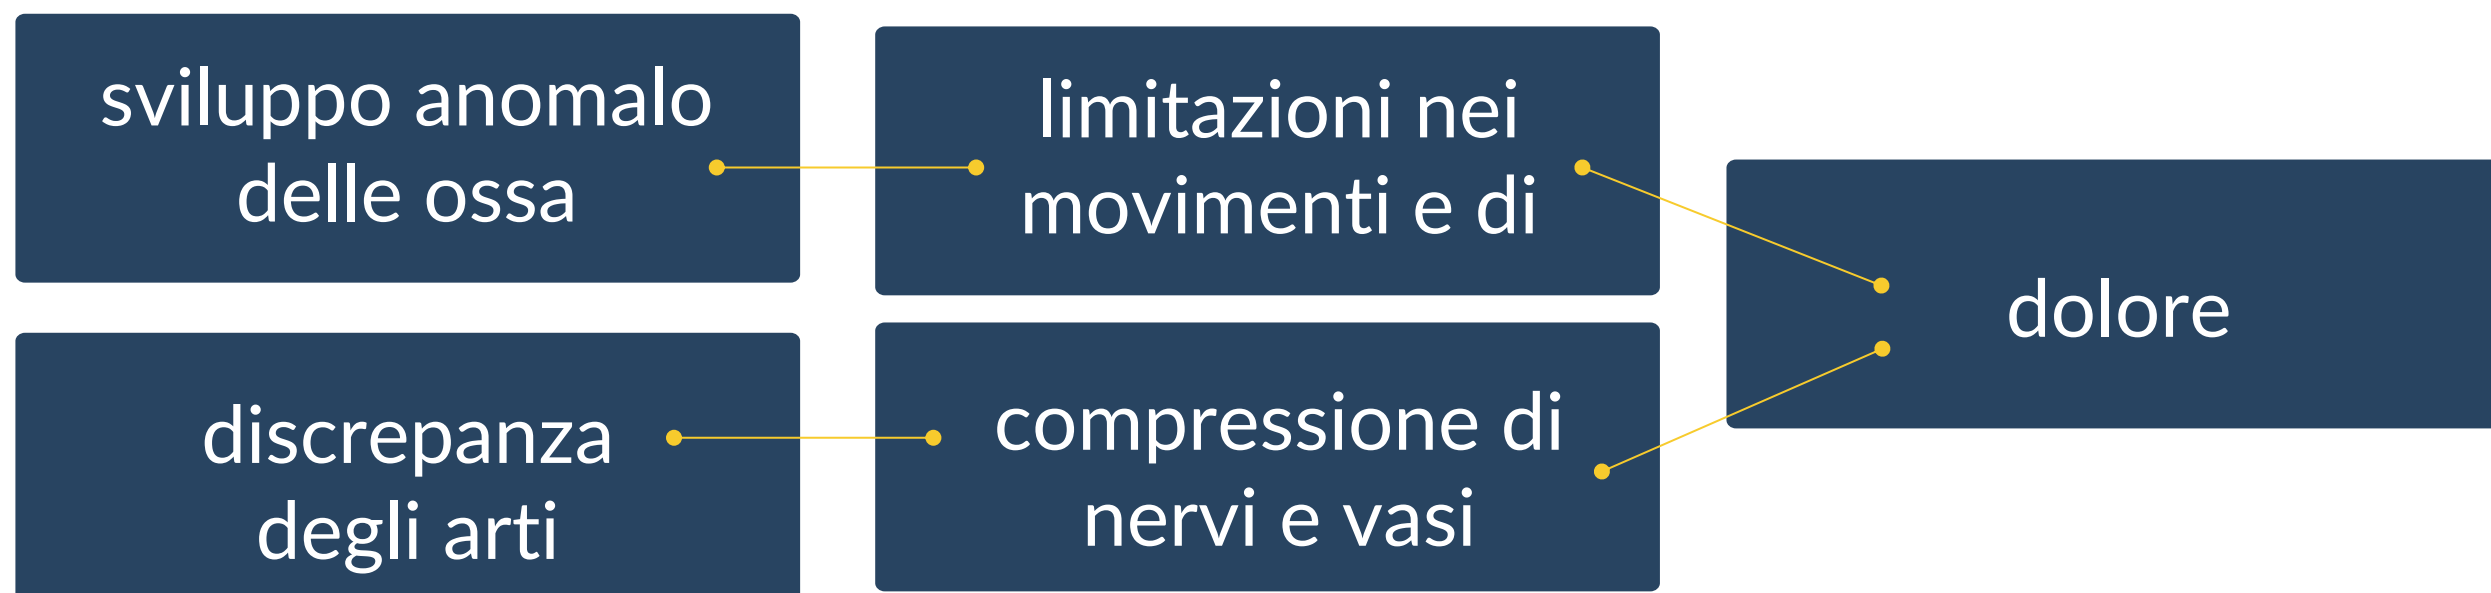 sviluppo anomalo
delle ossa
limitazioni nei
movimenti e di
dolore
discrepanza
degli arti
compressione di
nervi e vasi